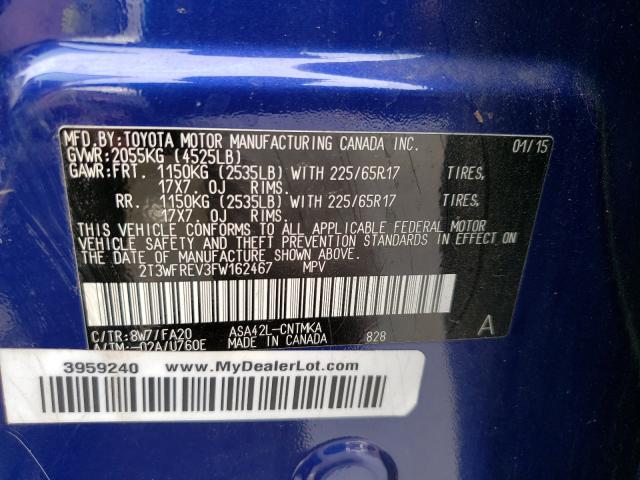 MFD.BY:TOYOTA MOTOR MANUFACTURING CANADA INC. 01/15
GVWR:2055KG (4525LB)
GAWR:FRT. 1150KG (2535LB) WITH 225/65R17 TIRES,
17X7.0J RIMS.
RR. 1150KG (2535LB) WITH 225/65R17 TIRES,
17X7.0J RIMS.
THIS VEHICLE CONFORMS TO ALL APPLICABLE FEDERAL MOTOR
VEHICLE SAFETY AND THEFT PREVENTION STANDARDS IN EFFECT ON
THE DATE OF MANUFACTURE SHOWN ABOVE.
2T3WFREV3FW162467 MPV
C/TR:8W7/FA20 ASA42L-CNTMKA
A/TM:-02A/U760E MADE IN CANADA 828 A
3959240 www.MyDealerLot.com